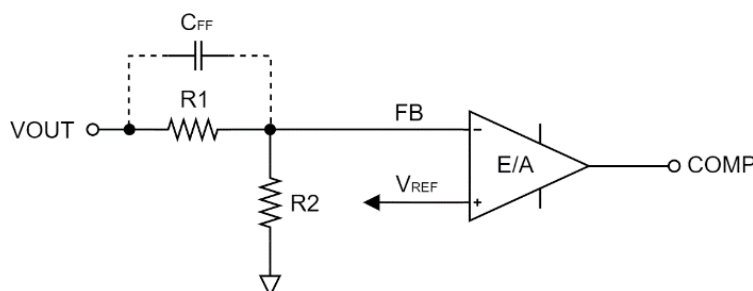 CFF
R1
VOUT
FB
-
E/A
COMP
VREF
+
R2